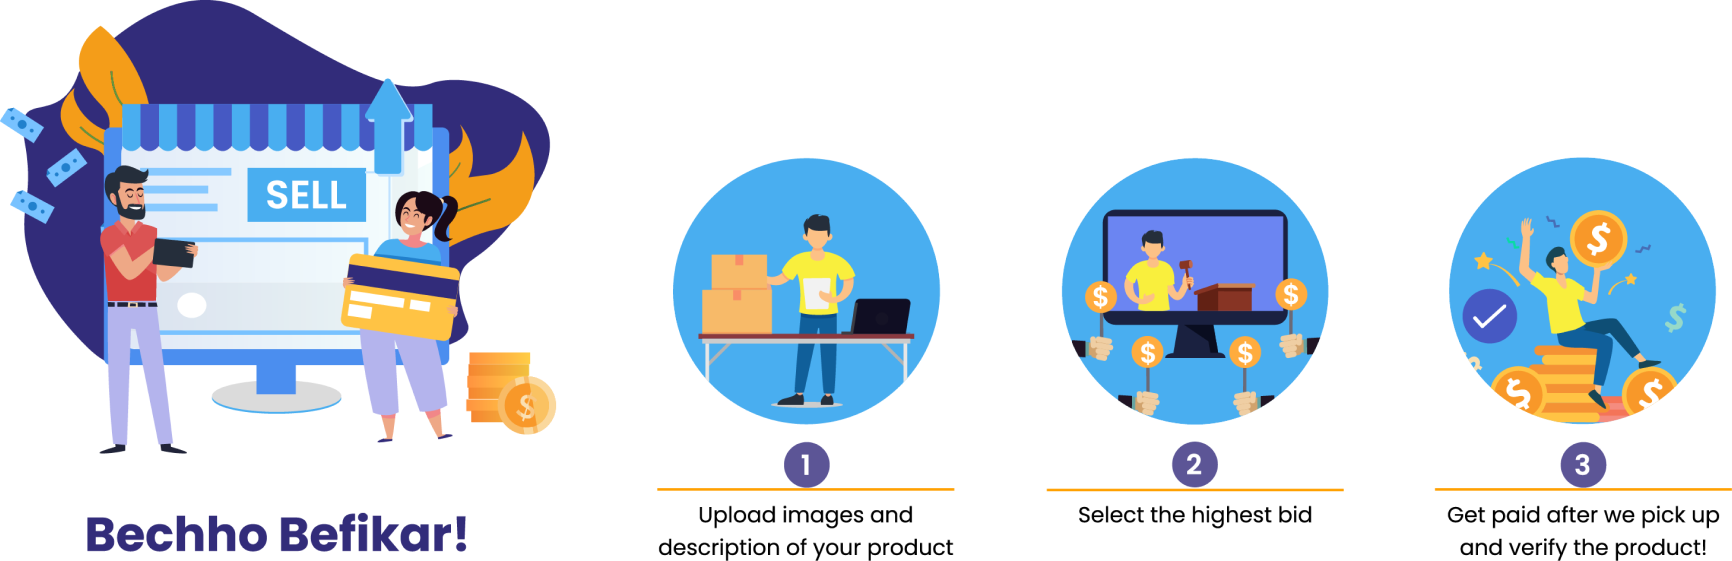 SELL
Bechho Befikar!
1
Upload images and
description of your product
2
Select the highest bid
3
Get paid after we pick up
and verify the product!